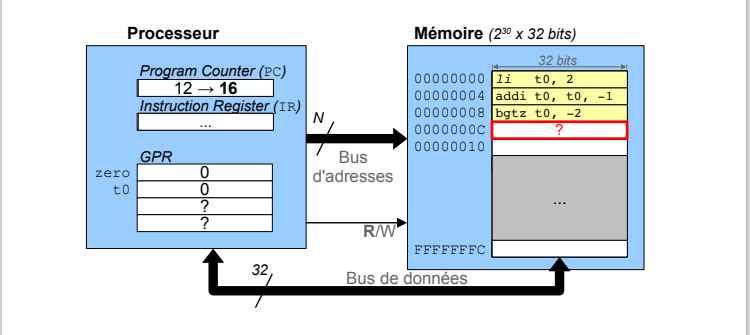 Processeur
Program Counter (PC)
12 → 16
Instruction Register (IR)
...
GPR
zero 0
t0 0
?
?
N
Bus
d'adresses
R/W
32
Bus de données
Mémoire (2³⁰ x 32 bits)
32 bits
00000000 li t0, 2
00000004 addi t0, t0, -1
00000008 bgtz t0, -2
0000000C ?
00000010
...
FFFFFFFC